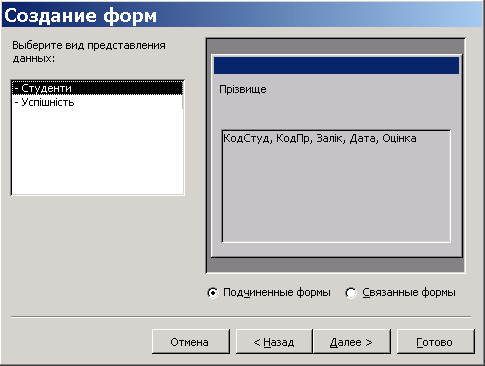 Создание форм
Выберите вид представления
данных:
- Студенти
- Успішність
Прізвище
КодСтуд, КодПр, Залік, Дата, Оцінка
Подчиненные формы
Связанные формы
Отмена
< Назад
Далее >
Готово